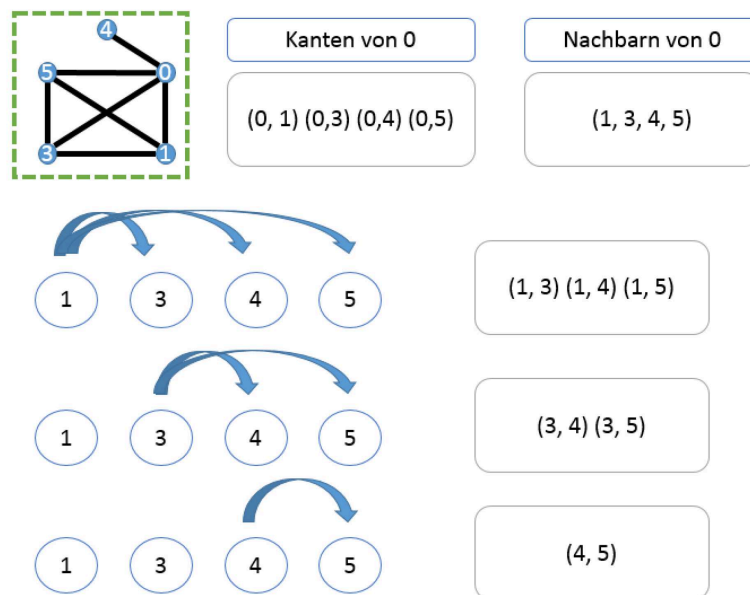 4
5 0
3 1
Kanten von 0
Nachbarn von 0
(0, 1) (0,3) (0,4) (0,5)
(1, 3, 4, 5)
1 3 4 5
(1, 3) (1, 4) (1, 5)
1 3 4 5
(3, 4) (3, 5)
1 3 4 5
(4, 5)